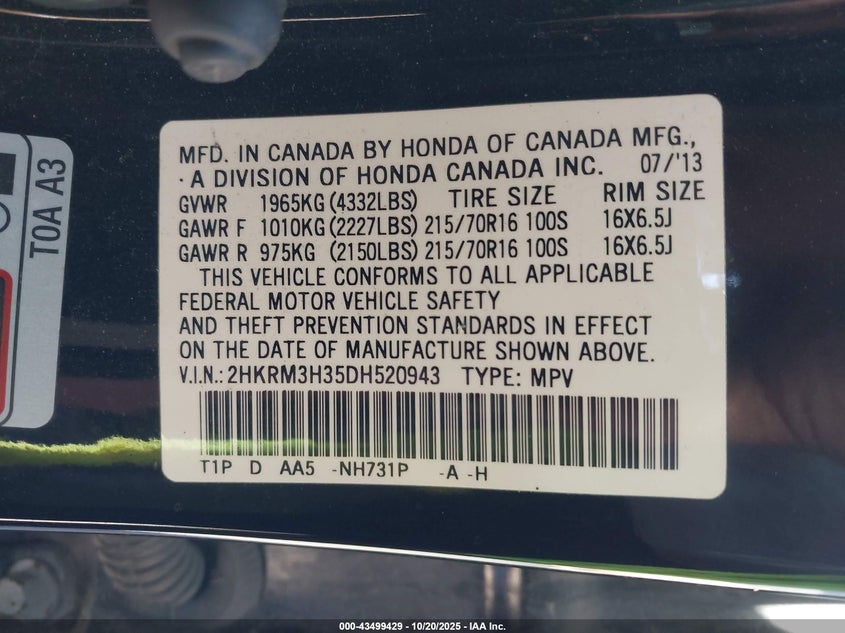 MFD. IN CANADA BY HONDA OF CANADA MFG.,
A DIVISION OF HONDA CANADA INC. 07/'13
GVWR 1965KG (4332LBS) TIRE SIZE RIM SIZE
GAWR F 1010KG (2227LBS) 215/70R16 100S 16X6.5J
GAWR R 975KG (2150LBS) 215/70R16 100S 16X6.5J
THIS VEHICLE CONFORMS TO ALL APPLICABLE
FEDERAL MOTOR VEHICLE SAFETY
AND THEFT PREVENTION STANDARDS IN EFFECT
ON THE DATE OF MANUFACTURE SHOWN ABOVE.
V.I.N.: 2HKRM3H35DH520943 TYPE: MPV
T1P D AA5 -NH731P -A -H
T0A A3
000-43499429 - 10/20/2025 - IAA Inc.